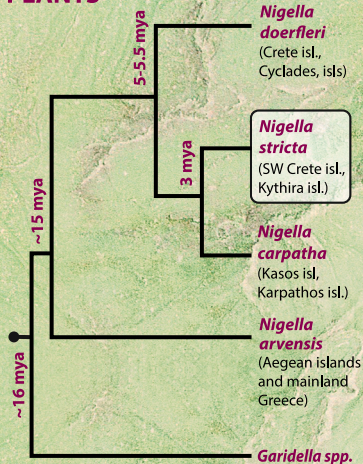 PLANTS
5-5.5 mya
Nigella
doerfleri
(Crete isl.,
Cyclades, isls)
Nigella
stricta
(SW Crete isl.,
Kythira isl.)
3 mya
Nigella
carpatha
(Kasos isl,
Karpathos isl.)
~15 mya
Nigella
arvensis
(Aegean islands
and mainland
Greece)
~16 mya
Garidella spp.